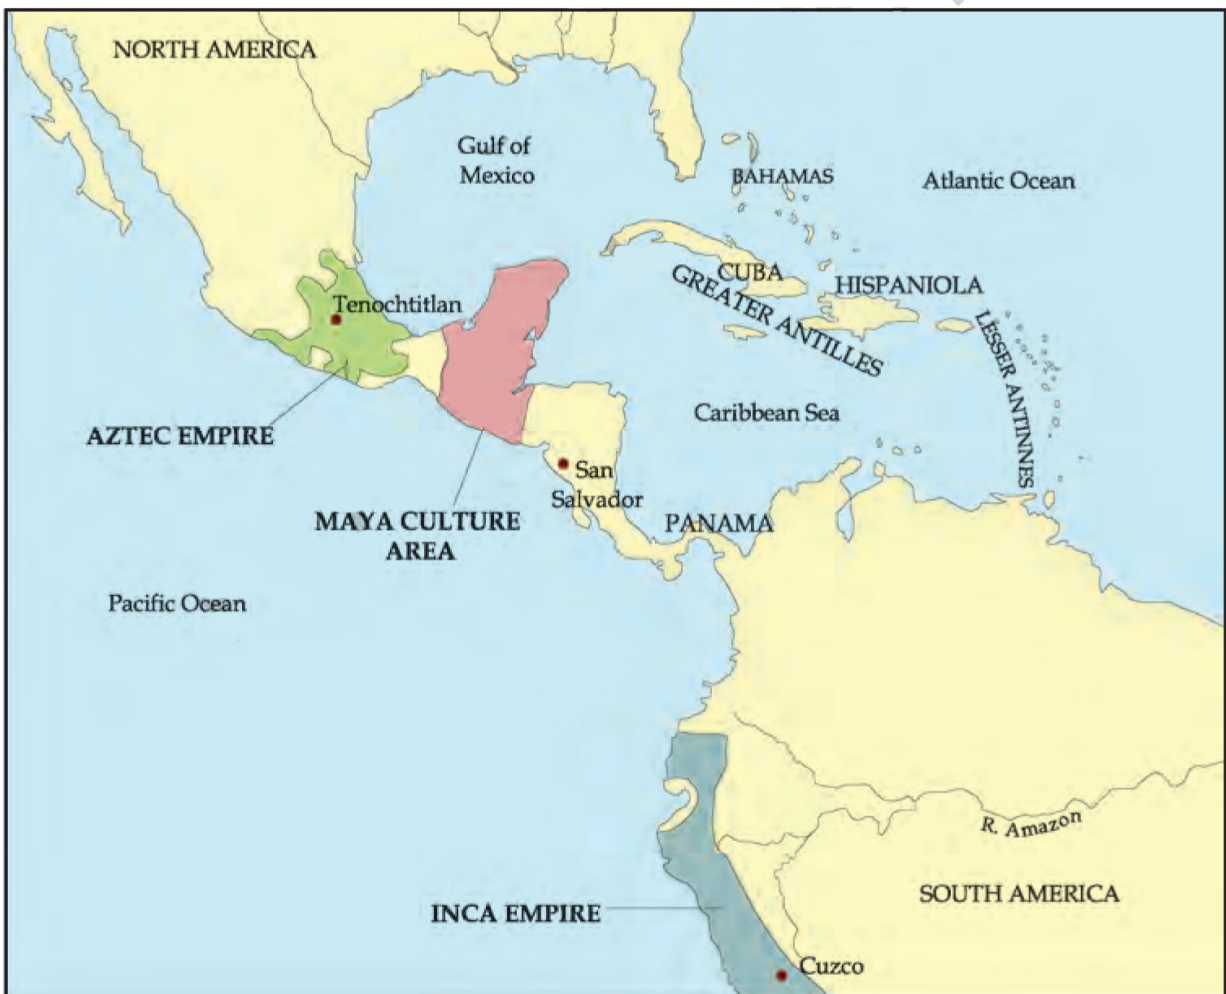 NORTH AMERICA
Gulf of
Mexico
BAHAMAS
Atlantic Ocean
CUBA
HISPANIOLA
GREATER ANTILLES
LESSER ANTINNES
Tenochtitlan
Caribbean Sea
AZTEC EMPIRE
San
Salvador
MAYA CULTURE
AREA
PANAMA
Pacific Ocean
R. Amazon
SOUTH AMERICA
INCA EMPIRE
Cuzco